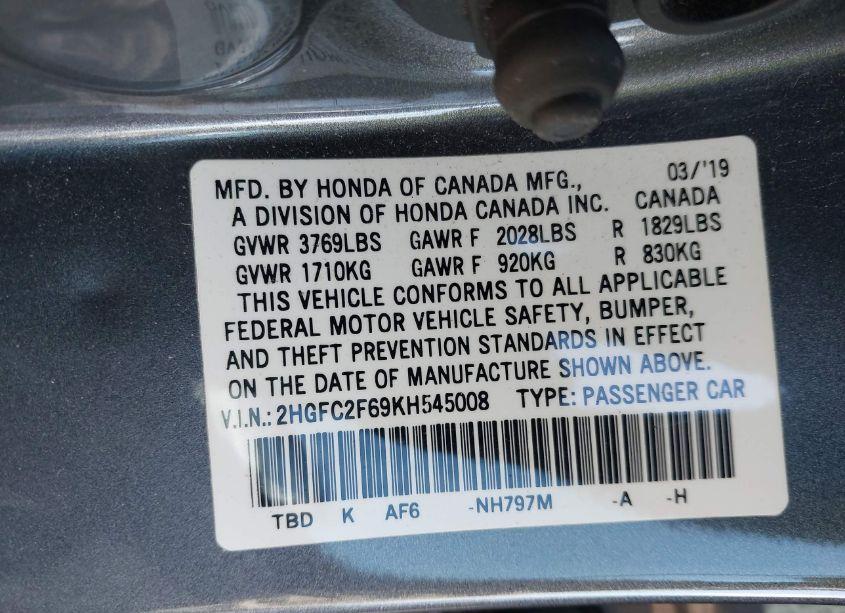 MFD. BY HONDA OF CANADA MFG., 03/'19
A DIVISION OF HONDA CANADA INC. CANADA
GVWR 3769LBS GAWR F 2028LBS R 1829LBS
GVWR 1710KG GAWR F 920KG R 830KG
THIS VEHICLE CONFORMS TO ALL APPLICABLE
FEDERAL MOTOR VEHICLE SAFETY, BUMPER,
AND THEFT PREVENTION STANDARDS IN EFFECT
ON THE DATE OF MANUFACTURE SHOWN ABOVE.
V.I.N.: 2HGFC2F69KH545008 TYPE: PASSENGER CAR
TBD K AF6 -NH797M -A -H